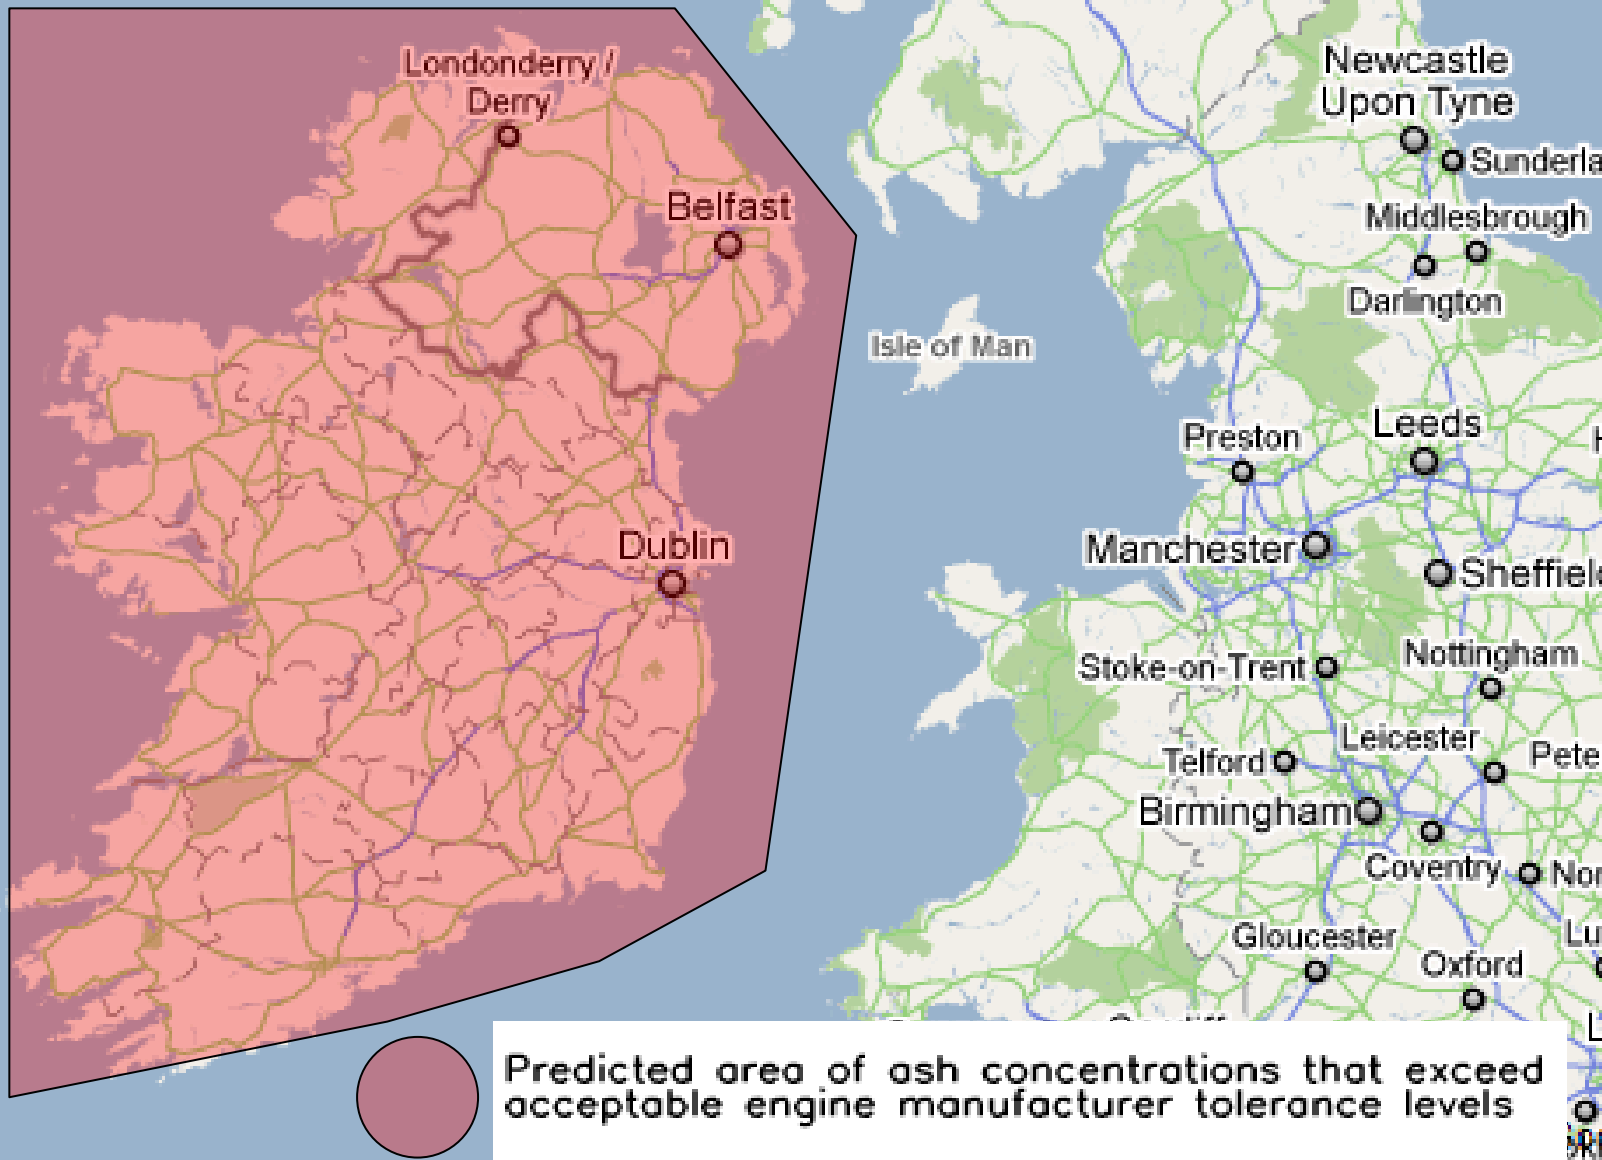 Londonderry /
Derry
Newcastle
Upon Tyne
Belfast
Middlesbrough
Darlington
Isle of Man
Leeds
Preston
Dublin
Manchester
Stoke-on-Trent
Nottingham
Leicester
Telford
Birmingham
Coventry
Gloucester
Oxford
Predicted area of ash concentrations that exceed
acceptable engine manufacturer tolerance levels